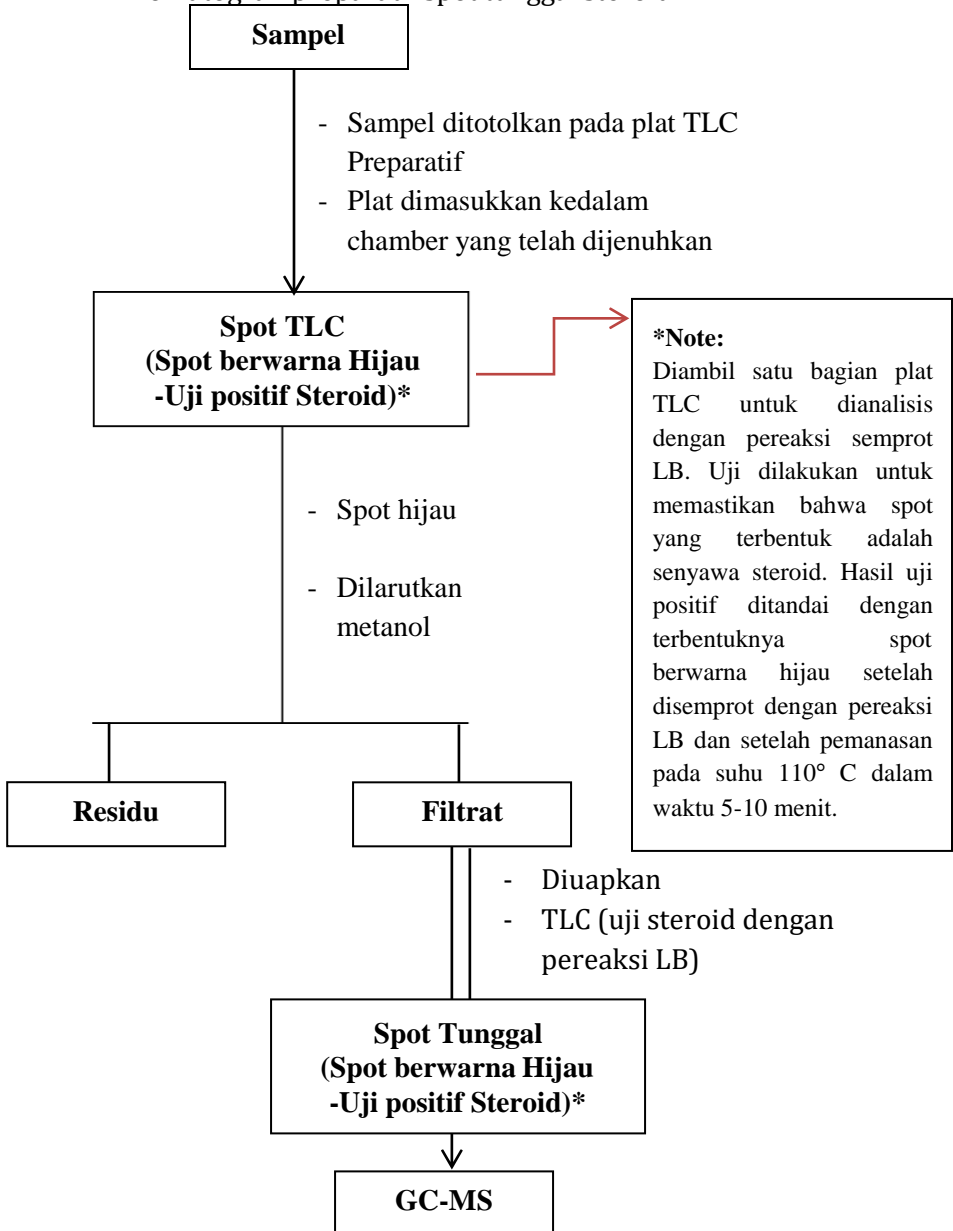 Sampel
- Sampel ditotolkan pada plat TLC
Preparatif
- Plat dimasukkan kedalam
chamber yang telah dijenuhkan
Spot TLC
(Spot berwarna Hijau
-Uji positif Steroid)*
*Note:
Diambil satu bagian plat
TLC untuk dianalisis
dengan pereaksi semprot
LB. Uji dilakukan untuk
memastikan bahwa spot
yang terbentuk adalah
senyawa steroid. Hasil uji
positif ditandai dengan
terbentuknya spot
berwarna hijau setelah
disemprot dengan pereaksi
LB dan setelah pemanasan
pada suhu 110° C dalam
waktu 5-10 menit.
- Spot hijau
- Dilarutkan
metanol
Residu
Filtrat
- Diuapkan
- TLC (uji steroid dengan
pereaksi LB)
Spot Tunggal
(Spot berwarna Hijau
-Uji positif Steroid)*
GC-MS